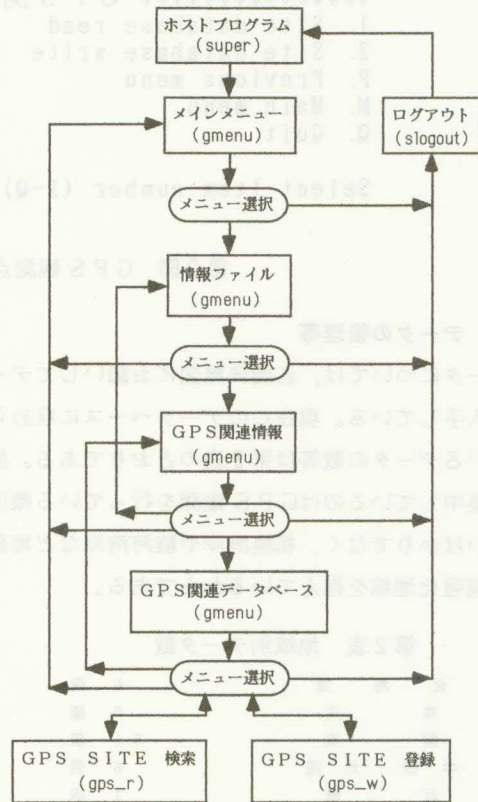 ホストプログラム
(super)
メインメニュー
(gmenu)
ログアウト
(slogout)
メニュー選択
情報ファイル
(gmenu)
メニュー選択
GPS関連情報
(gmenu)
メニュー選択
GPS関連データベース
(gmenu)
メニュー選択
GPS SITE 検索
(gps_r)
GPS SITE 登録
(gps_w)